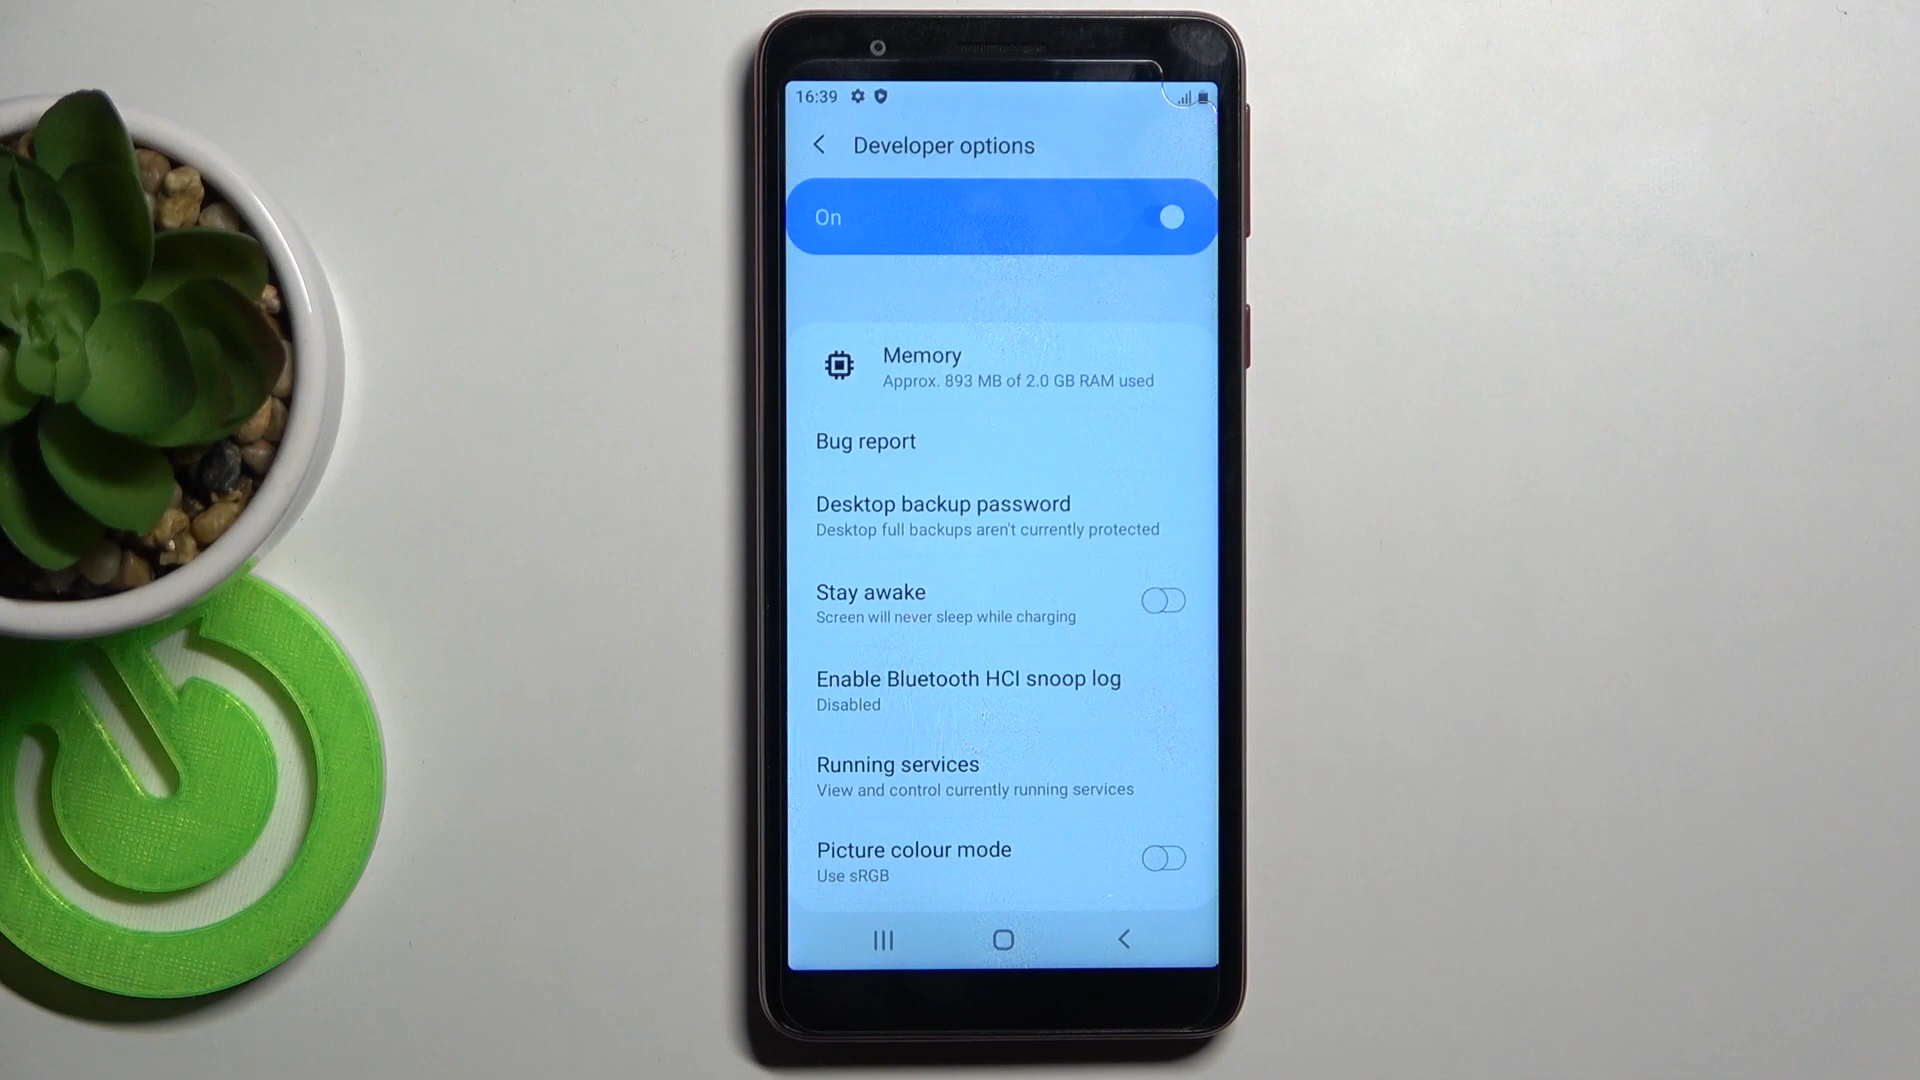 16:39
Developer options
On
Memory
Approx. 893 MB of 2.0 GB RAM used
Bug report
Desktop backup password
Desktop full backups aren't currently protected
Stay awake
Screen will never sleep while charging
Enable Bluetooth HCI snoop log
Disabled
Running services
View and control currently running services
Picture colour mode
Use sRGB